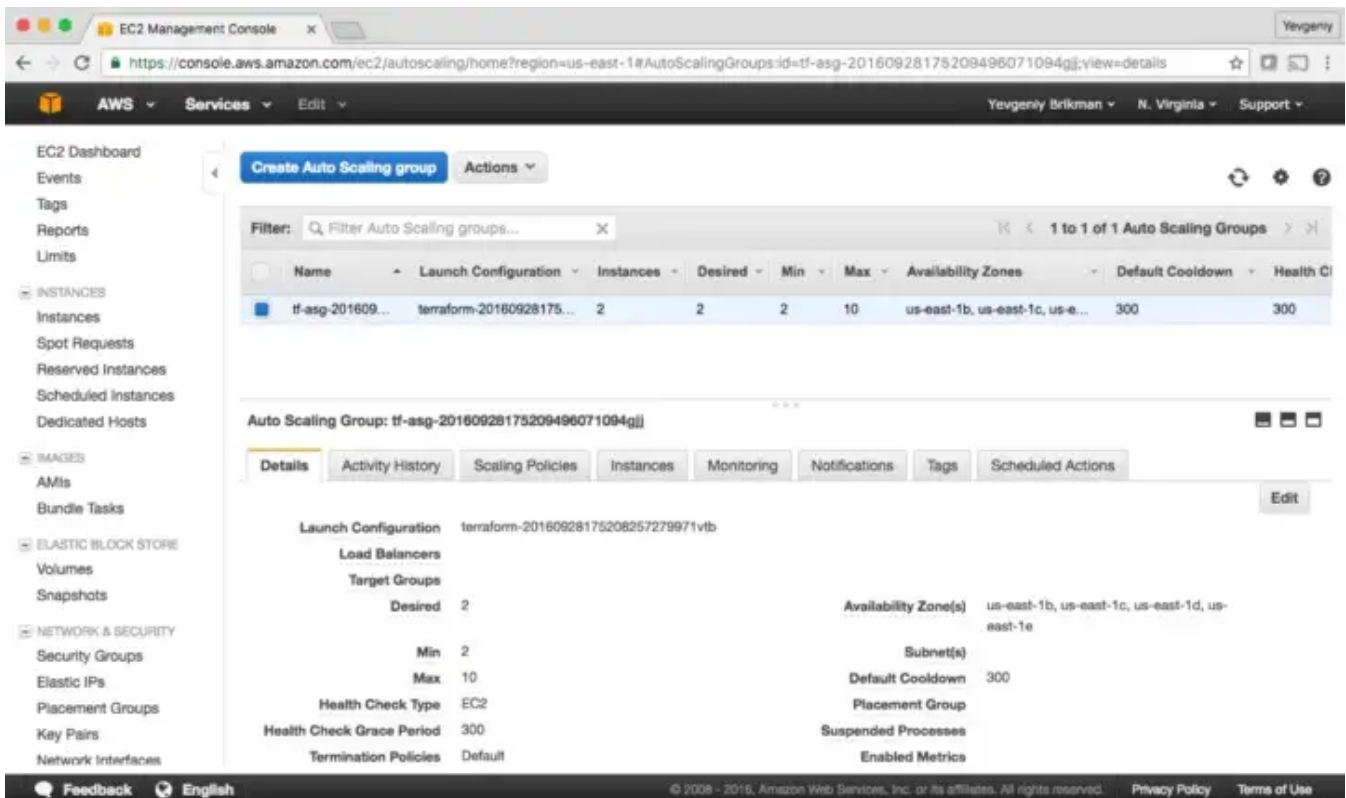 EC2 Management Console
Yevgeniy
https://console.aws.amazon.com/ec2/autoscaling/home?region=us-east-1#AutoScalingGroups:id=tf-asg-20160928175209496071094gjj;view=details
AWS Services Edit Yevgeniy Brikman N. Virginia Support
EC2 Dashboard
Events
Tags
Reports
Limits
INSTANCES
Instances
Spot Requests
Reserved Instances
Scheduled Instances
Dedicated Hosts
IMAGES
AMIs
Bundle Tasks
ELASTIC BLOCK STORE
Volumes
Snapshots
NETWORK & SECURITY
Security Groups
Elastic IPs
Placement Groups
Key Pairs
Network Interfaces
Create Auto Scaling group Actions
Filter: Filter Auto Scaling groups... 1 to 1 of 1 Auto Scaling Groups
Name Launch Configuration Instances Desired Min Max Availability Zones Default Cooldown Health Cl
tf-asg-201609... terraform-20160928175... 2 2 2 10 us-east-1b, us-east-1c, us-e... 300 300
Auto Scaling Group: tf-asg-20160928175209496071094gjj
Details Activity History Scaling Policies Instances Monitoring Notifications Tags Scheduled Actions
Edit
Launch Configuration terraform-20160928175208257279971vtb
Load Balancers
Target Groups
Desired 2 Availability Zone(s) us-east-1b, us-east-1c, us-east-1d, us-
east-1e
Min 2 Subnet(s)
Max 10 Default Cooldown 300
Health Check Type EC2 Placement Group
Health Check Grace Period 300 Suspended Processes
Termination Policies Default Enabled Metrics
Feedback English © 2008 - 2016, Amazon Web Services, Inc. or its affiliates. All rights reserved. Privacy Policy Terms of Use